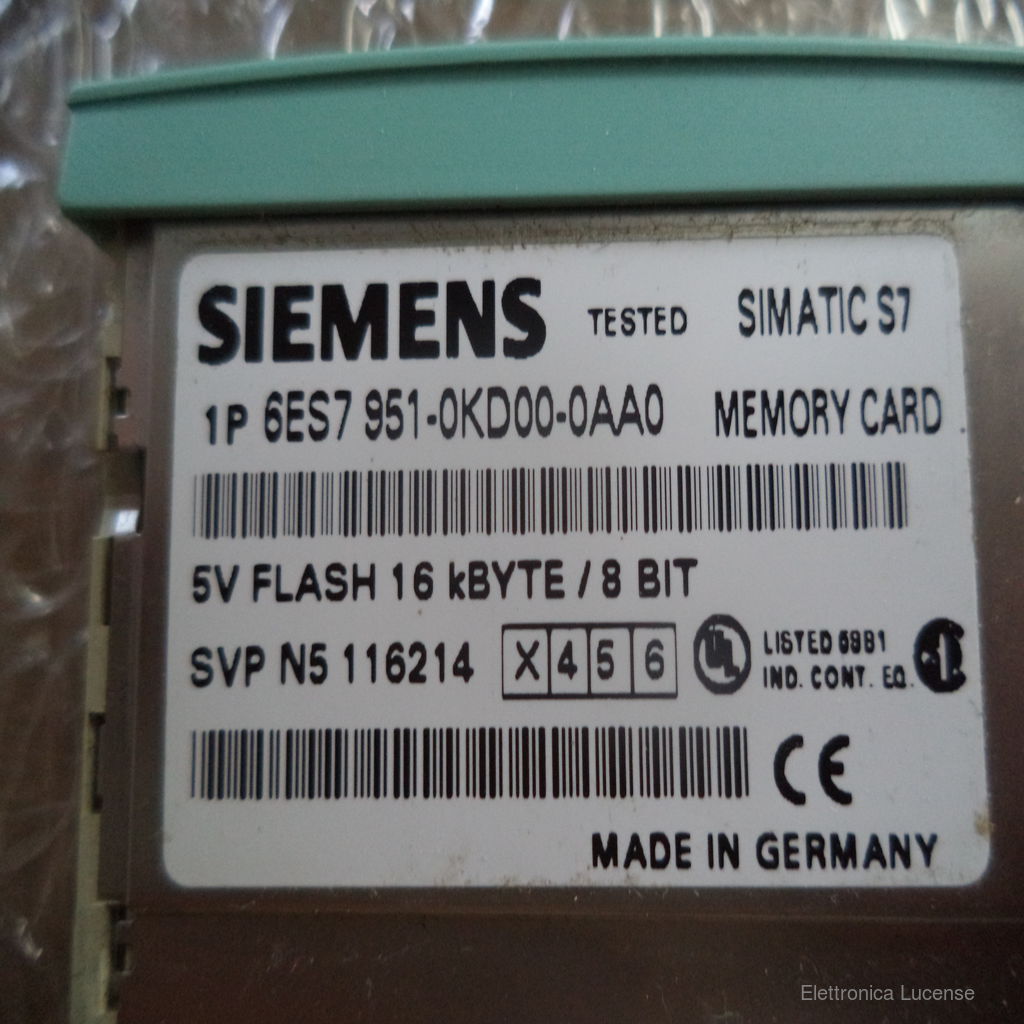 SIEMENS TESTED SIMATIC S7
1P 6ES7 951-0KD00-0AA0 MEMORY CARD
5V FLASH 16 kBYTE / 8 BIT
SVP N5 116214 X 4 5 6 UL LISTED 69B1
IND. CONT. EQ.
CE
MADE IN GERMANY
Elettronica Lucense